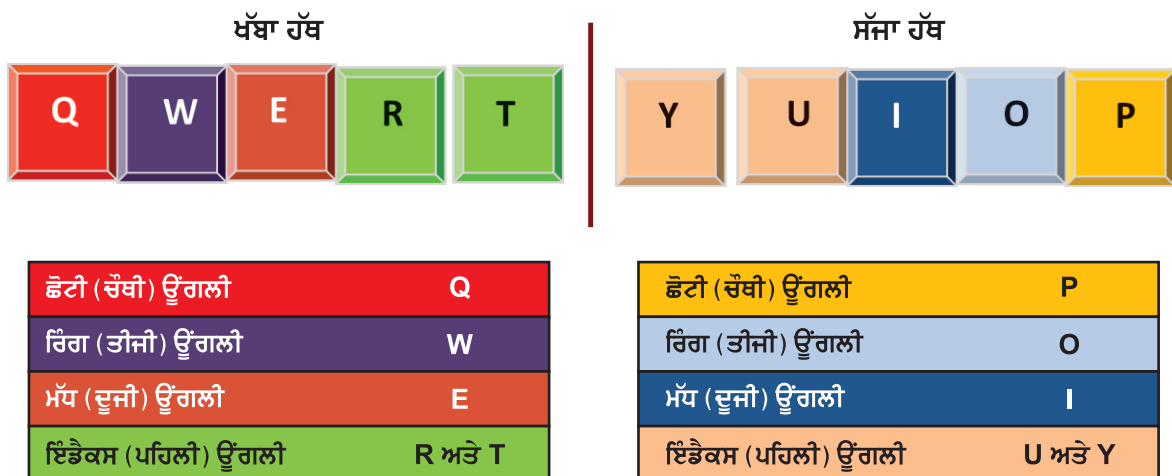 ਖੱਬਾ ਹੱਥ
Q W E R T
ਛੋਟੀ (ਚੌਥੀ) ਊਂਗਲੀ Q
ਰਿੰਗ (ਤੀਜੀ) ਊਂਗਲੀ W
ਮੱਧ (ਦੂਜੀ) ਊਂਗਲੀ E
ਇੰਡੈਕਸ (ਪਹਿਲੀ) ਊਂਗਲੀ R ਅਤੇ T
ਸੱਜਾ ਹੱਥ
Y U I O P
ਛੋਟੀ (ਚੌਥੀ) ਊਂਗਲੀ P
ਰਿੰਗ (ਤੀਜੀ) ਊਂਗਲੀ O
ਮੱਧ (ਦੂਜੀ) ਊਂਗਲੀ I
ਇੰਡੈਕਸ (ਪਹਿਲੀ) ਊਂਗਲੀ U ਅਤੇ Y